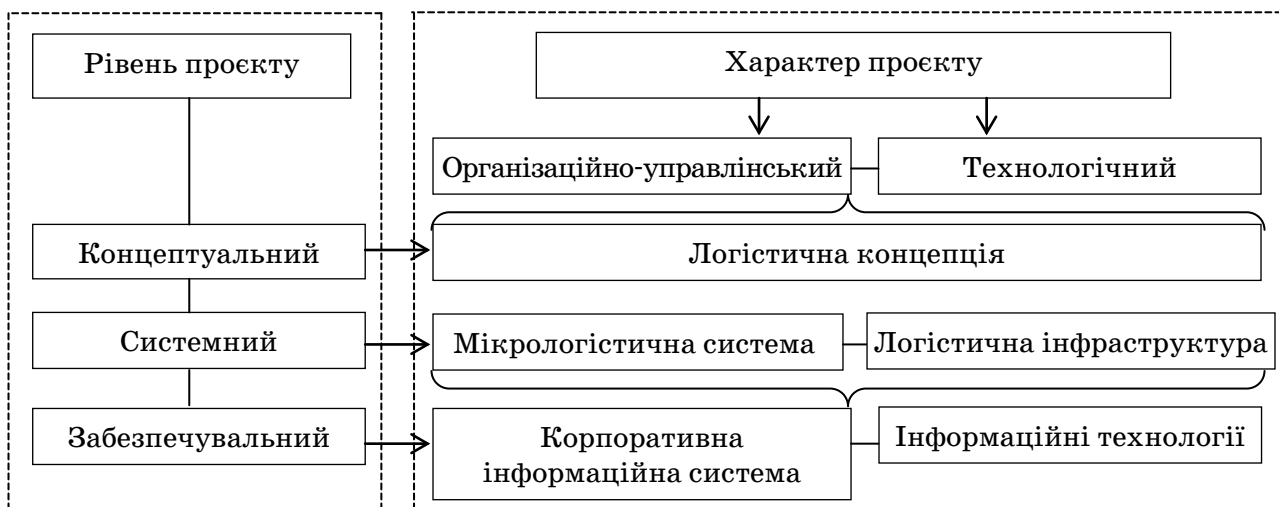 Рівень проєкту
Характер проєкту
Організаційно-управлінський
Технологічний
Концептуальний
Логістична концепція
Системний
Мікрологістична система
Логістична інфраструктура
Забезпечувальний
Корпоративна
інформаційна система
Інформаційні технології